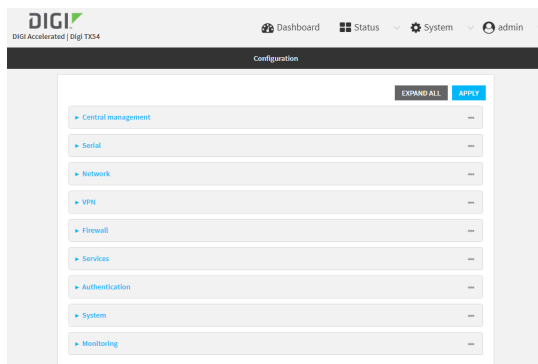 DIGI
DIGI Accelerated | Digi TX54
Dashboard Status System admin
Configuration
EXPAND ALL APPLY
Central management
Serial
Network
VPN
Firewall
Services
Authentication
System
Monitoring